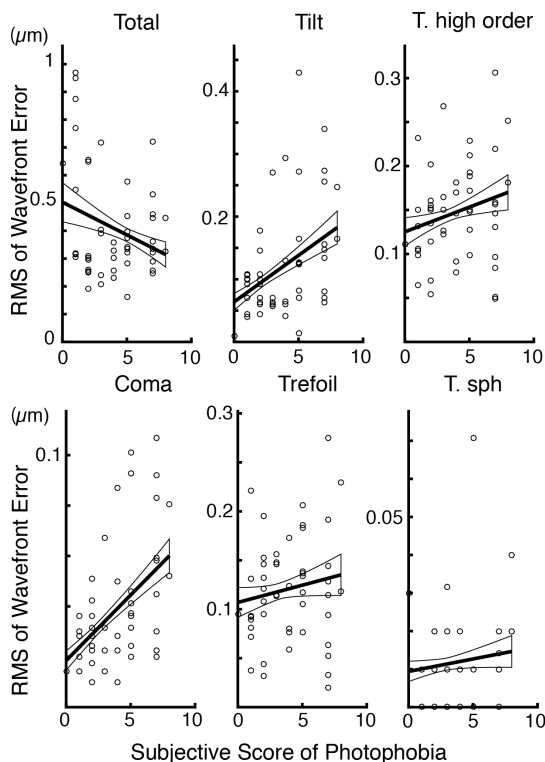 Total Tilt T. high order
(µm)
RMS of Wavefront Error
1
0.5
0
0.4
0.2
0.3
0.2
0.1
0 5 10 0 5 10 0 5 10
Coma Trefoil T. sph
(µm)
RMS of Wavefront Error
0.1
0.3
0.2
0.1
0.05
0 5 10 0 5 10 0 5 10
Subjective Score of Photophobia